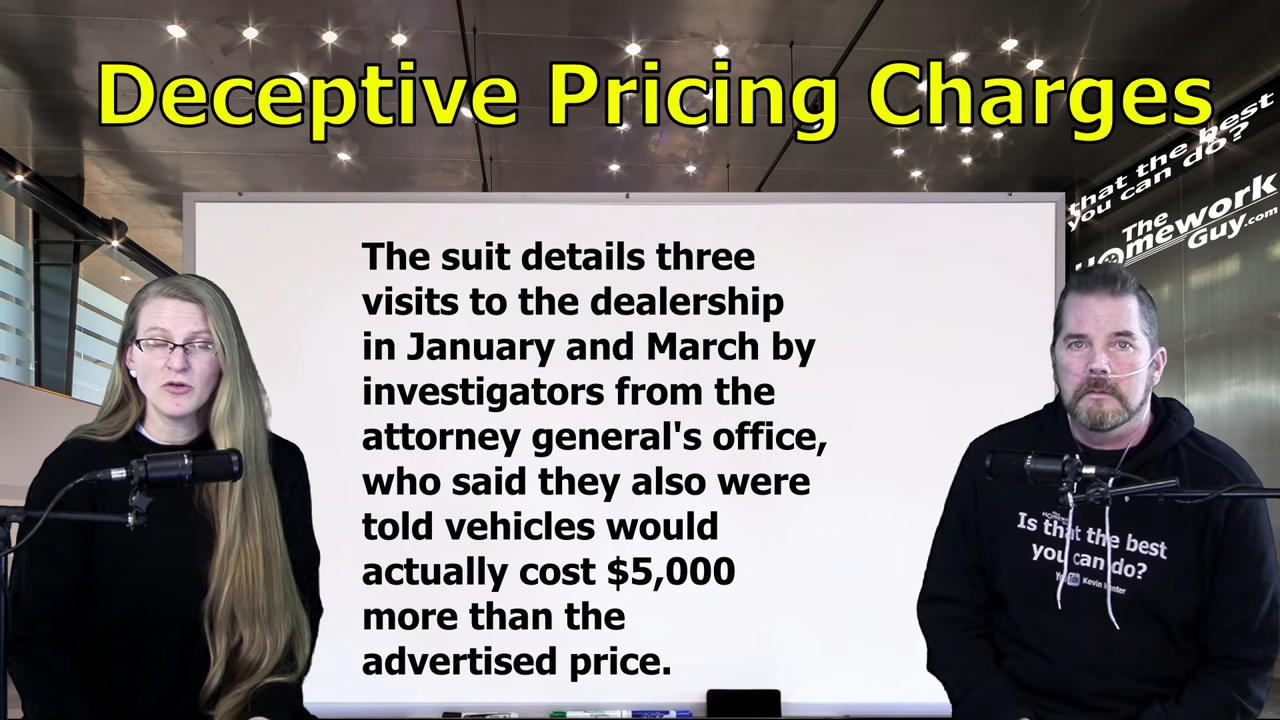 Deceptive Pricing Charges
that the best
you can do?
The
Homework
Guy.com
The suit details three
visits to the dealership
in January and March by
investigators from the
attorney general's office,
who said they also were
told vehicles would
actually cost $5,000
more than the
advertised price.
Is that the best
you can do?
Kevin Hunter